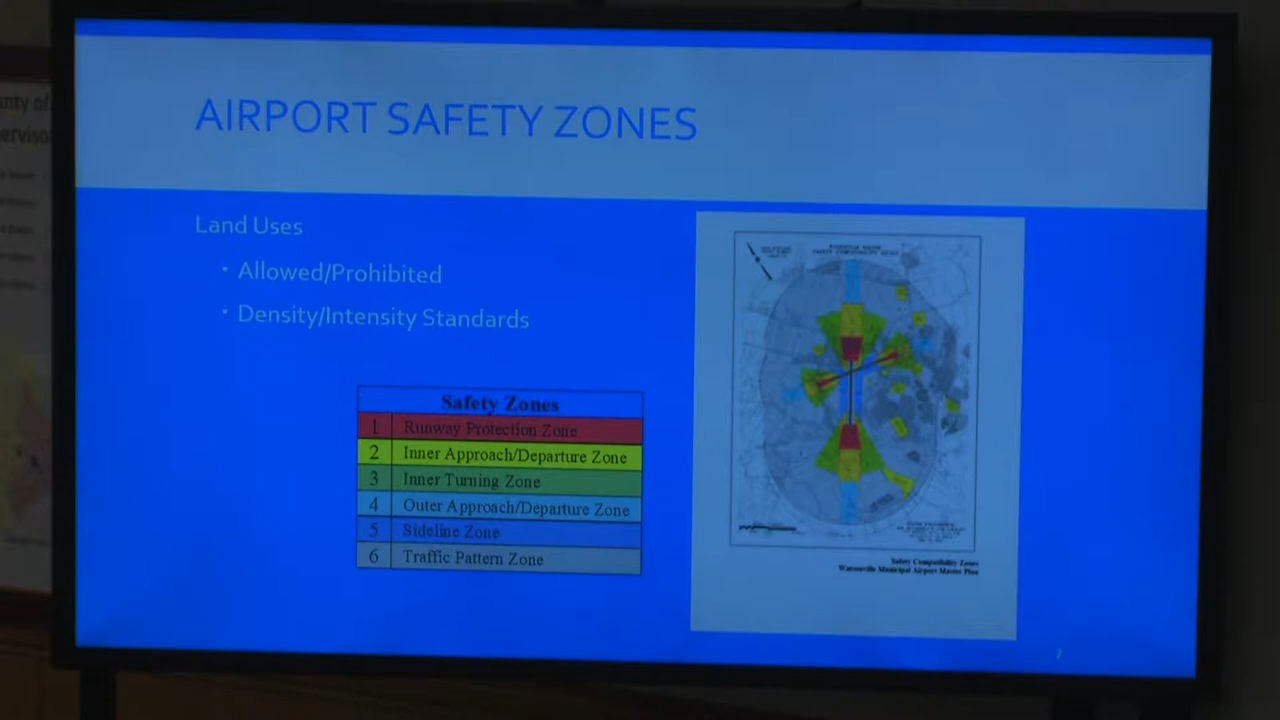 AIRPORT SAFETY ZONES
Land Uses
· Allowed/Prohibited
· Density/Intensity Standards
Safety Zones
1 Runway Protection Zone
2 Inner Approach/Departure Zone
3 Inner Turning Zone
4 Outer Approach/Departure Zone
5 Sideline Zone
6 Traffic Pattern Zone
Safety Compatibility Zones
Watsonville Municipal Airport Master Plan
7